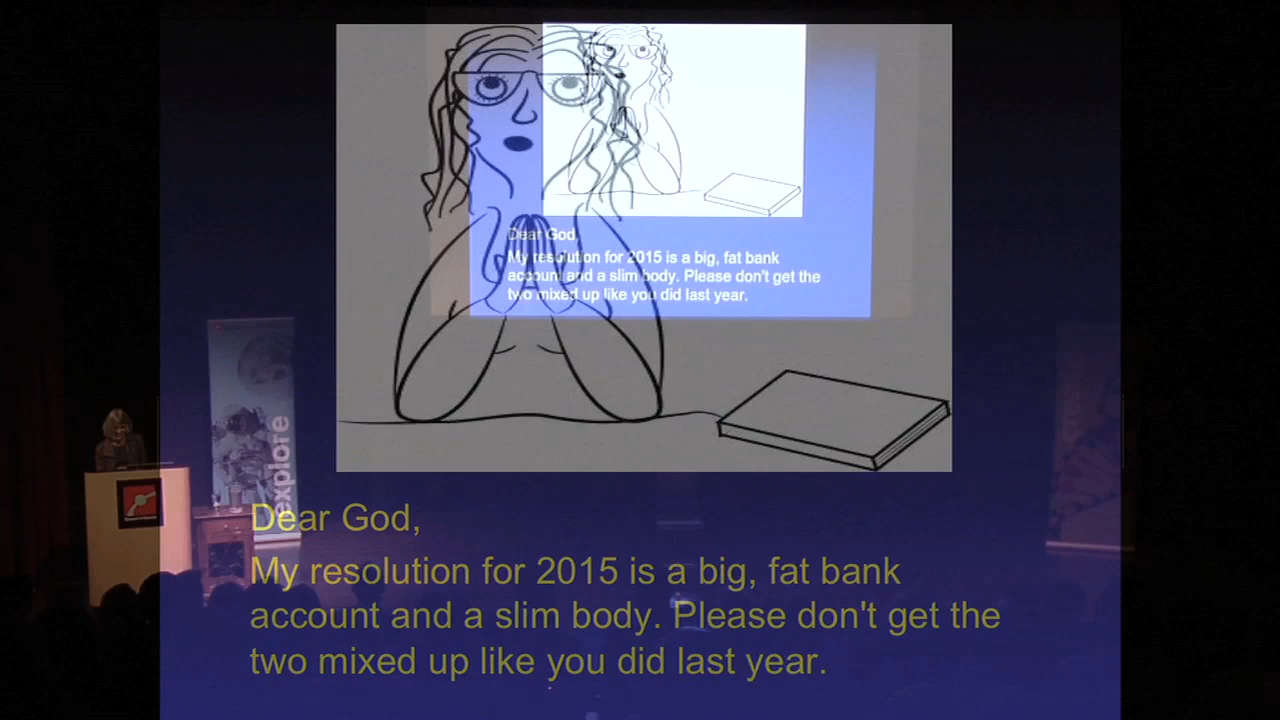 Dear God,
My resolution for 2015 is a big, fat bank
account and a slim body. Please don't get the
two mixed up like you did last year.
explore
Dear God,
My resolution for 2015 is a big, fat bank
account and a slim body. Please don't get the
two mixed up like you did last year.